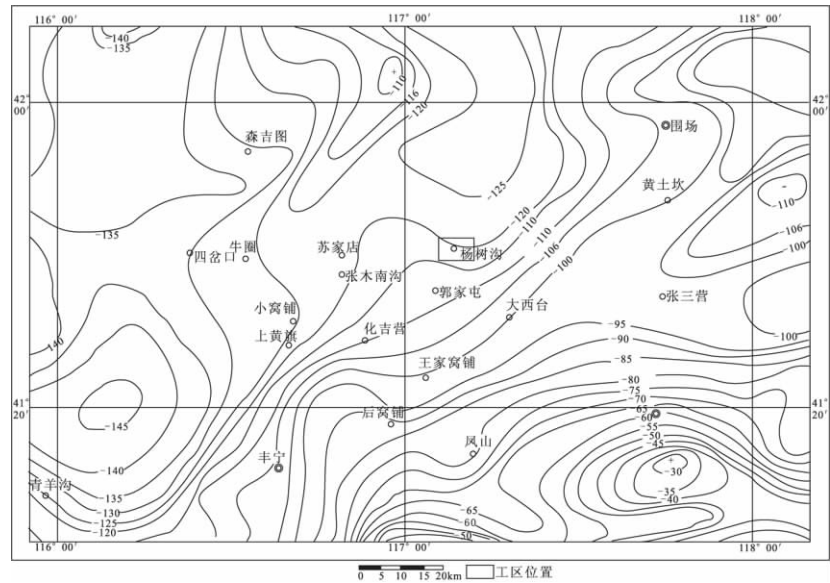 116° 00′
117° 00′
118° 00′
-140
-135
-110
-116
-110
-120
42°
00′
42°
00′
围场
森吉图
-125
黄土坎
-110
-120
-110
-106
-135
-110
-106
-100
牛圈
苏家店
杨树沟
四岔口
-100
张木南沟
郭家屯
张三营
小窝铺
大西台
化吉营
-95
-100
140
上黄旗
-90
王家窝铺
-85
-80
-75
41°
20′
-70
41°
20′
-65
后窝铺
-60
-145
-55
-50
凤山
-45
丰宁
-140
-30
青羊沟
-135
-35
-130
-40
-125
-65
-120
-60
-50
116° 00′
117° 00′
118° 00′
0 5 10 15 20km
工区位置